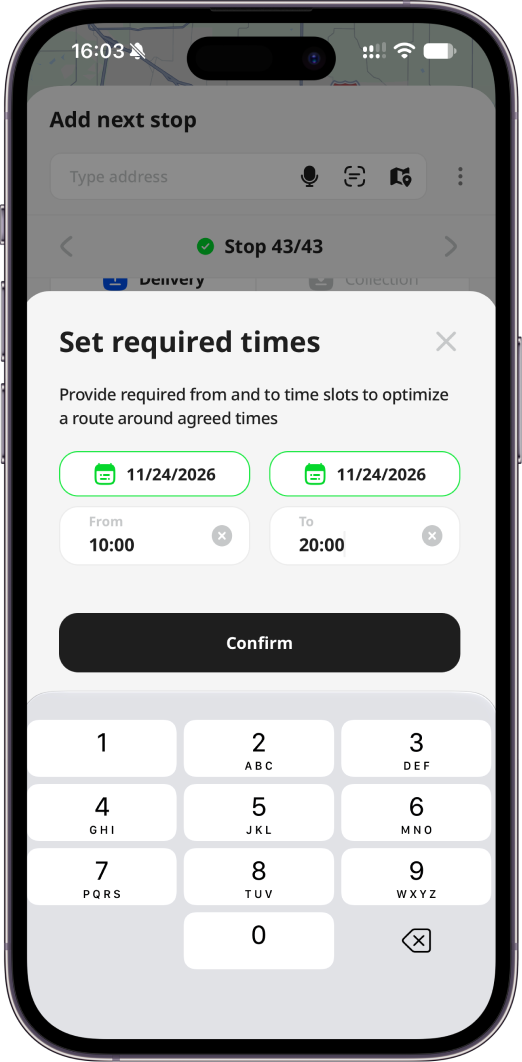 16:03
Add next stop
Type address
Stop 43/43
Delivery
Collection
Set required times
Provide required from and to time slots to optimize
a route around agreed times
11/24/2026
11/24/2026
From
To
10:00
20:00
Confirm
1
2
3
ABC
DEF
4
5
6
GHI
JKL
MNO
7
8
9
PQRS
TUV
WXYZ
0